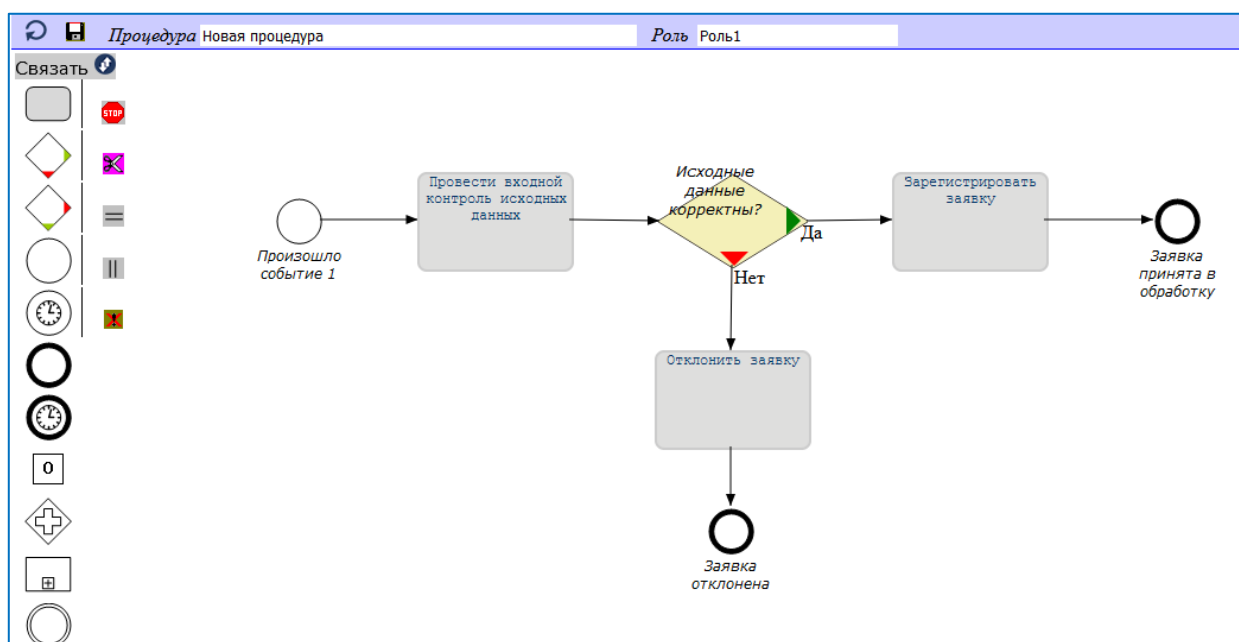 Процедура Новая процедура Роль Роль1
Связать
STOP
Провести входной
контроль исходных
данных
Исходные
данные
корректны?
Да
Нет
Зарегистрировать
заявку
Произошло
событие 1
Заявка
принята в
обработку
Отклонить заявку
O
Заявка
отклонена